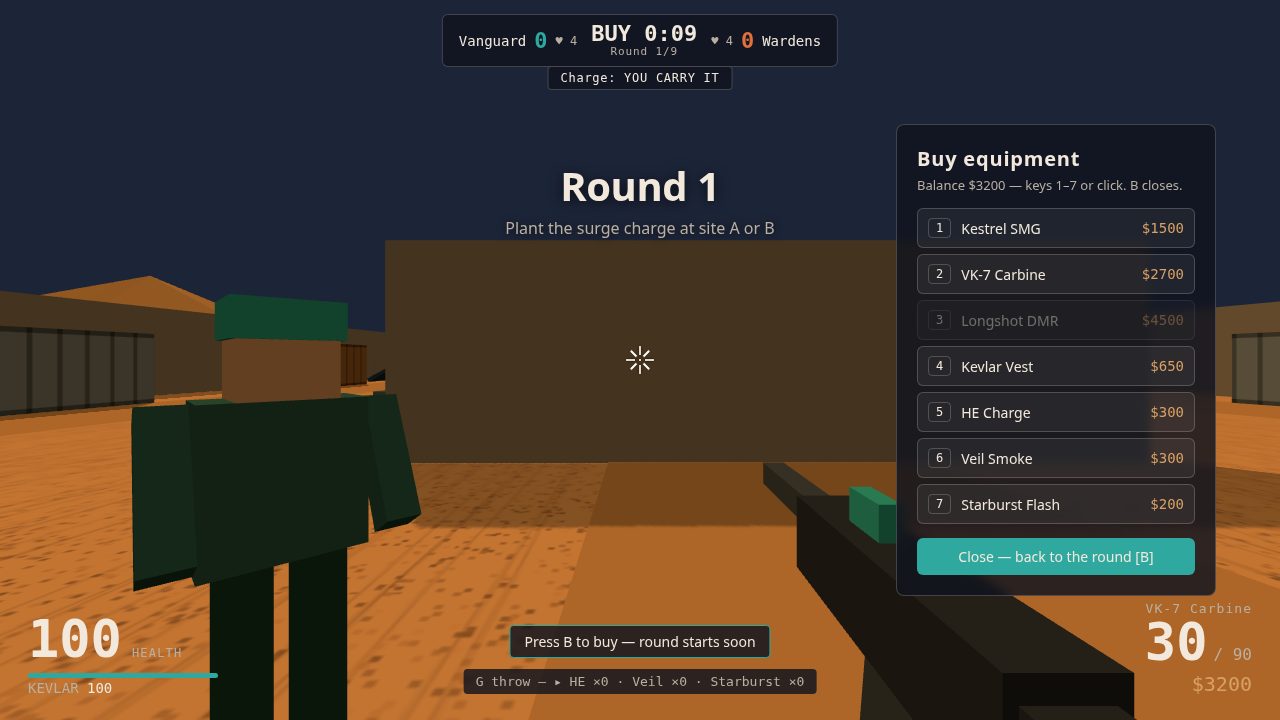 Vanguard 0 ♥ 4 BUY 0:09 ♥ 4 0 Wardens
Round 1/9
Charge: YOU CARRY IT
Round 1
Plant the surge charge at site A or B
Buy equipment
Balance $3200 — keys 1–7 or click. B closes.
1 Kestrel SMG $1500
2 VK-7 Carbine $2700
3 Longshot DMR $4500
4 Kevlar Vest $650
5 HE Charge $300
6 Veil Smoke $300
7 Starburst Flash $200
Close — back to the round [B]
100 HEALTH
KEVLAR 100
Press B to buy — round starts soon
G throw — ▸ HE ×0 · Veil ×0 · Starburst ×0
VK-7 Carbine
30 / 90
$3200